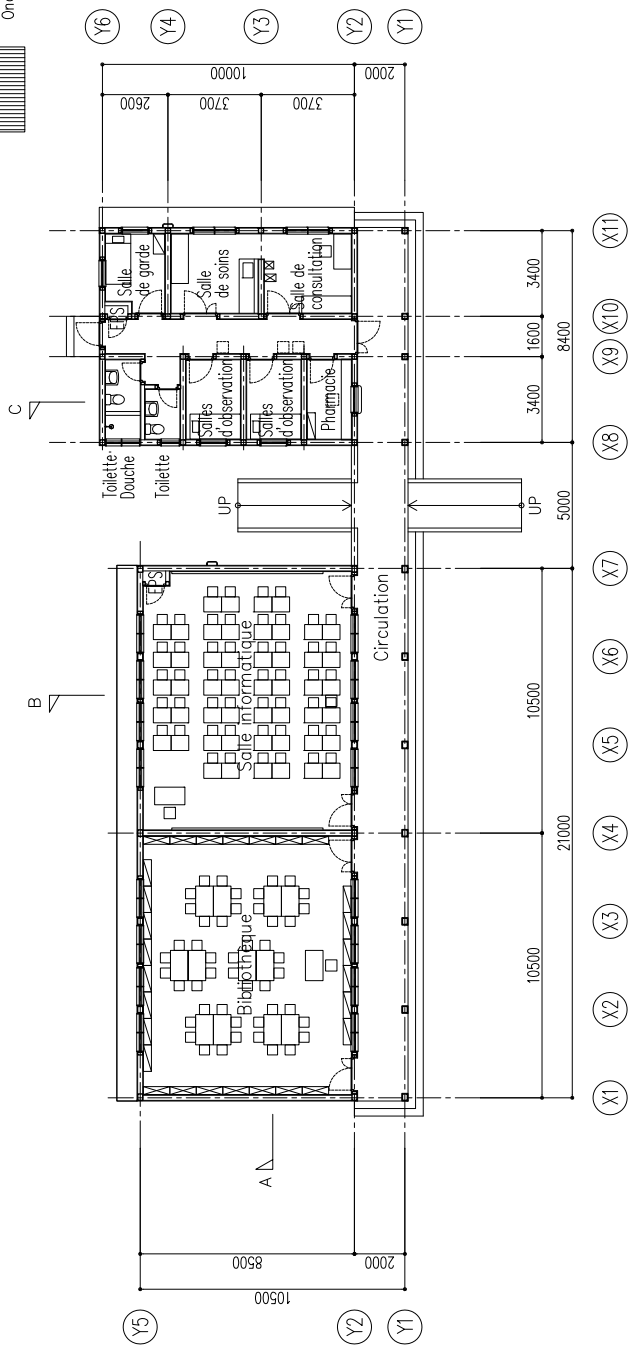 On
Y6
Y4
Y3
Y2
Y1
10000
2000
2600
3700
3700
C
B
A
Salle
de garde
EPS
Salle
de soins
Salle de
consultation
Toilette·
Douche
Toilette
Salles
d'observation
Salles
d'observation
Pharmacie
UP
UP
EPS
Salle informatique
Bibliothèque
Circulation
3400
1600
3400
8400
5000
10500
10500
21000
X11
X10
X9
X8
X7
X6
X5
X4
X3
X2
X1
8500
2000
10500
Y5
Y2
Y1